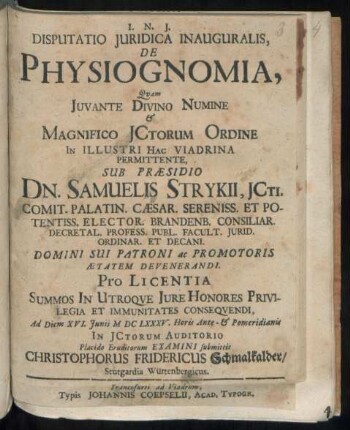 I. N. J.
DISPUTATIO JURIDICA INAUGURALIS,
DE
PHYSIOGNOMIA,
Quam
JUVANTE DIVINO NUMINE
&
MAGNIFICO JCTORUM ORDINE
IN ILLUSTRI HAC VIADRINA
PERMITTENTE,
SUB PRÆSIDIO
DN. SAMUELIS STRYKII, JCTI.
COMIT. PALATIN. CÆSAR. SERENISS. ET PO-
TENTISS. ELECTOR. BRANDENB. CONSILIAR.
DECRETAL. PROFESS. PUBL. FACULT. JURID.
ORDINAR. ET DECANI.
DOMINI SUI PATRONI ac PROMOTORIS
ÆTATEM DEVENERANDI.
PRO LICENTIA
SUMMOS IN UTROQVE JURE HONORES PRIVI-
LEGIA ET IMMUNITATES CONSEQVENDI,
Ad Diem XVI. Junii M DC LXXXV. Horis Ante- & Pomeridianis
IN JCTORUM AUDITORIO
Placido Eruditorum EXAMINI submittit
CHRISTOPHORUS FRIDERICUS Schmalkalder/
Stutgardia Würtenbergicus.
Francofurti ad Viadrum,
Typis JOHANNIS COEPSELII, ACAD. TYPOGR.